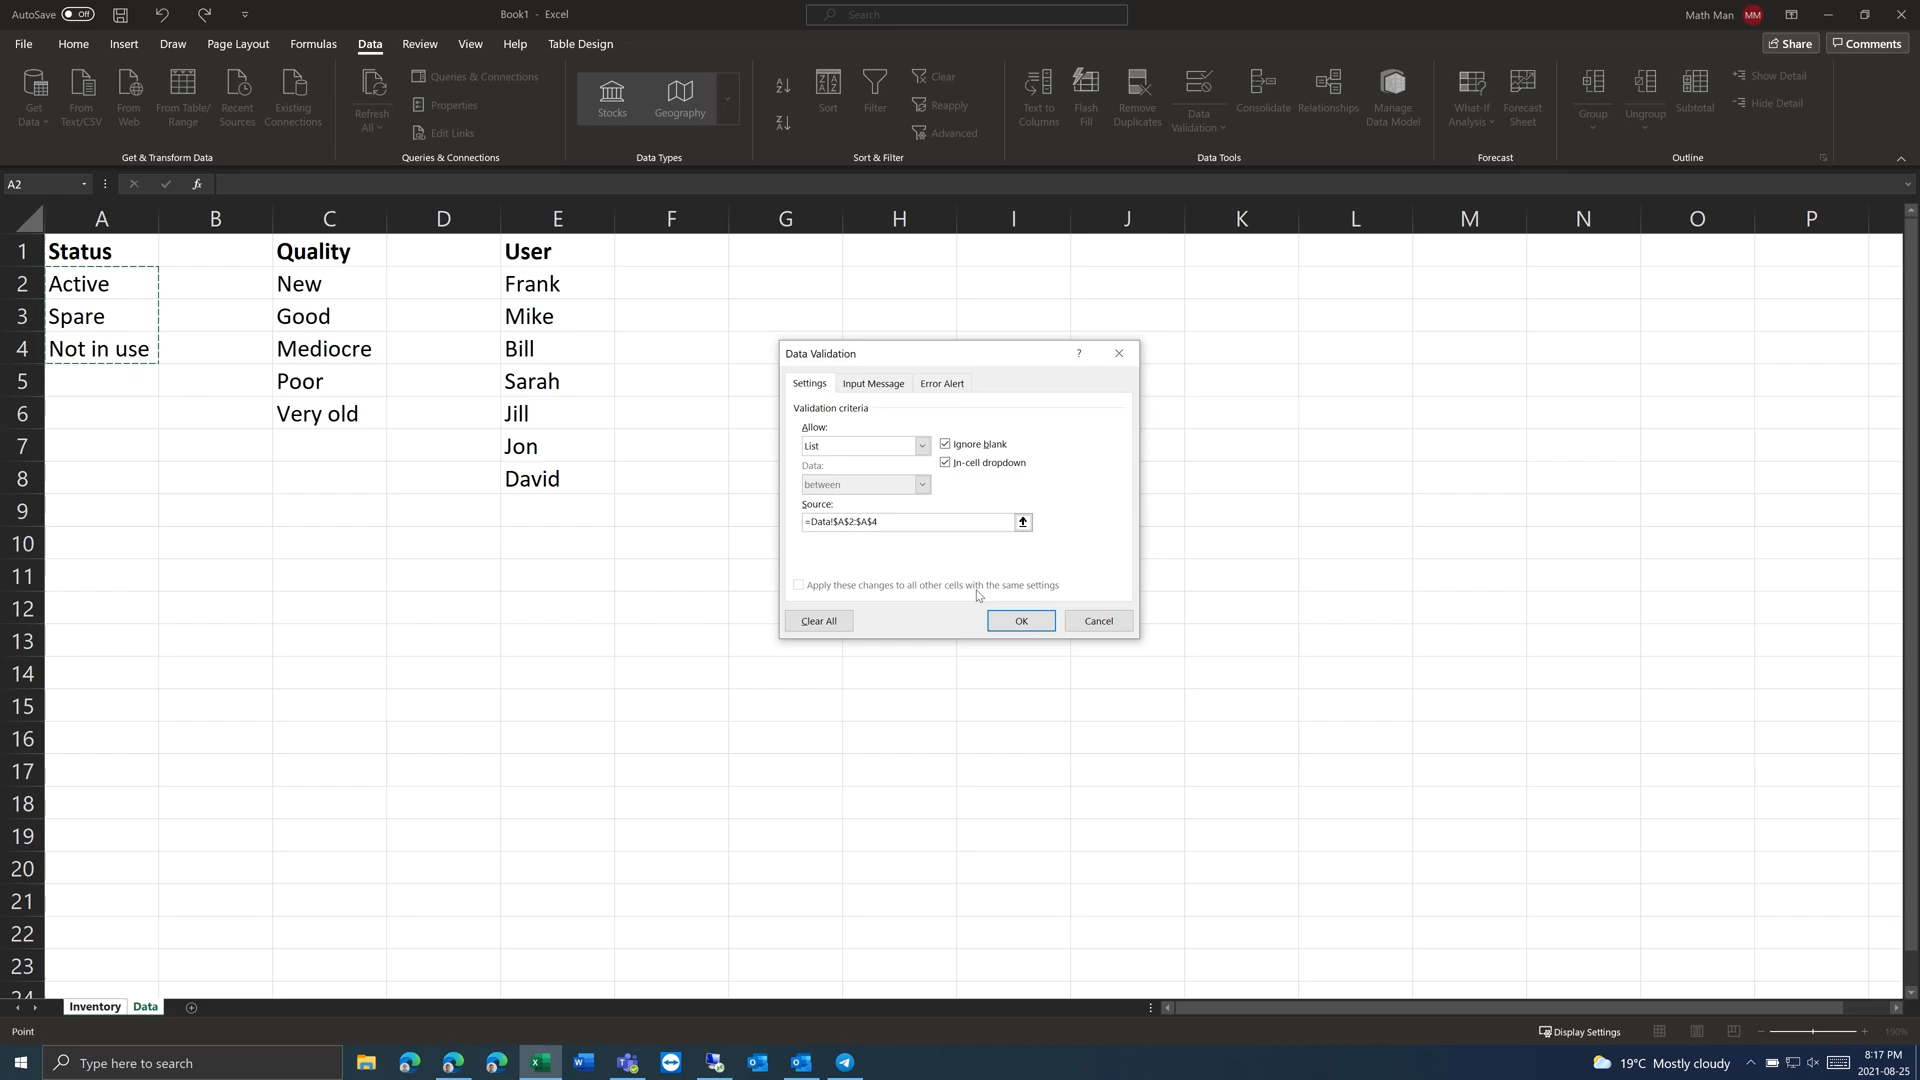 AutoSave Off
Book1 - Excel
Search
Math Man MM
File Home Insert Draw Page Layout Formulas Data Review View Help Table Design
Share Comments
Get Data
From Text/CSV
From Web
From Table/ Range
Recent Sources
Existing Connections
Get & Transform Data
Refresh All
Queries & Connections
Properties
Edit Links
Queries & Connections
Stocks
Geography
Data Types
Sort
Filter
Clear
Reapply
Advanced
Sort & Filter
Text to Columns
Flash Fill
Remove Duplicates
Data Validation
Consolidate
Relationships
Manage Data Model
Data Tools
What-If Analysis
Forecast Sheet
Forecast
Group
Ungroup
Subtotal
Show Detail
Hide Detail
Outline
A2
fx
A B C D E F G H I J K L M N O P
1 Status Quality User
2 Active New Frank
3 Spare Good Mike
4 Not in use Mediocre Bill
5 Poor Sarah
6 Very old Jill
7 Jon
8 David
9
10
11
12
13
14
15
16
17
18
19
20
21
22
23
24
Data Validation ?
Settings Input Message Error Alert
Validation criteria
Allow:
List
Ignore blank
In-cell dropdown
Data:
between
Source:
=Data!$A$2:$A$4
Apply these changes to all other cells with the same settings
Clear All OK Cancel
Inventory Data
Point
Display Settings
190%
Type here to search
19°C Mostly cloudy
8:17 PM
2021-08-25